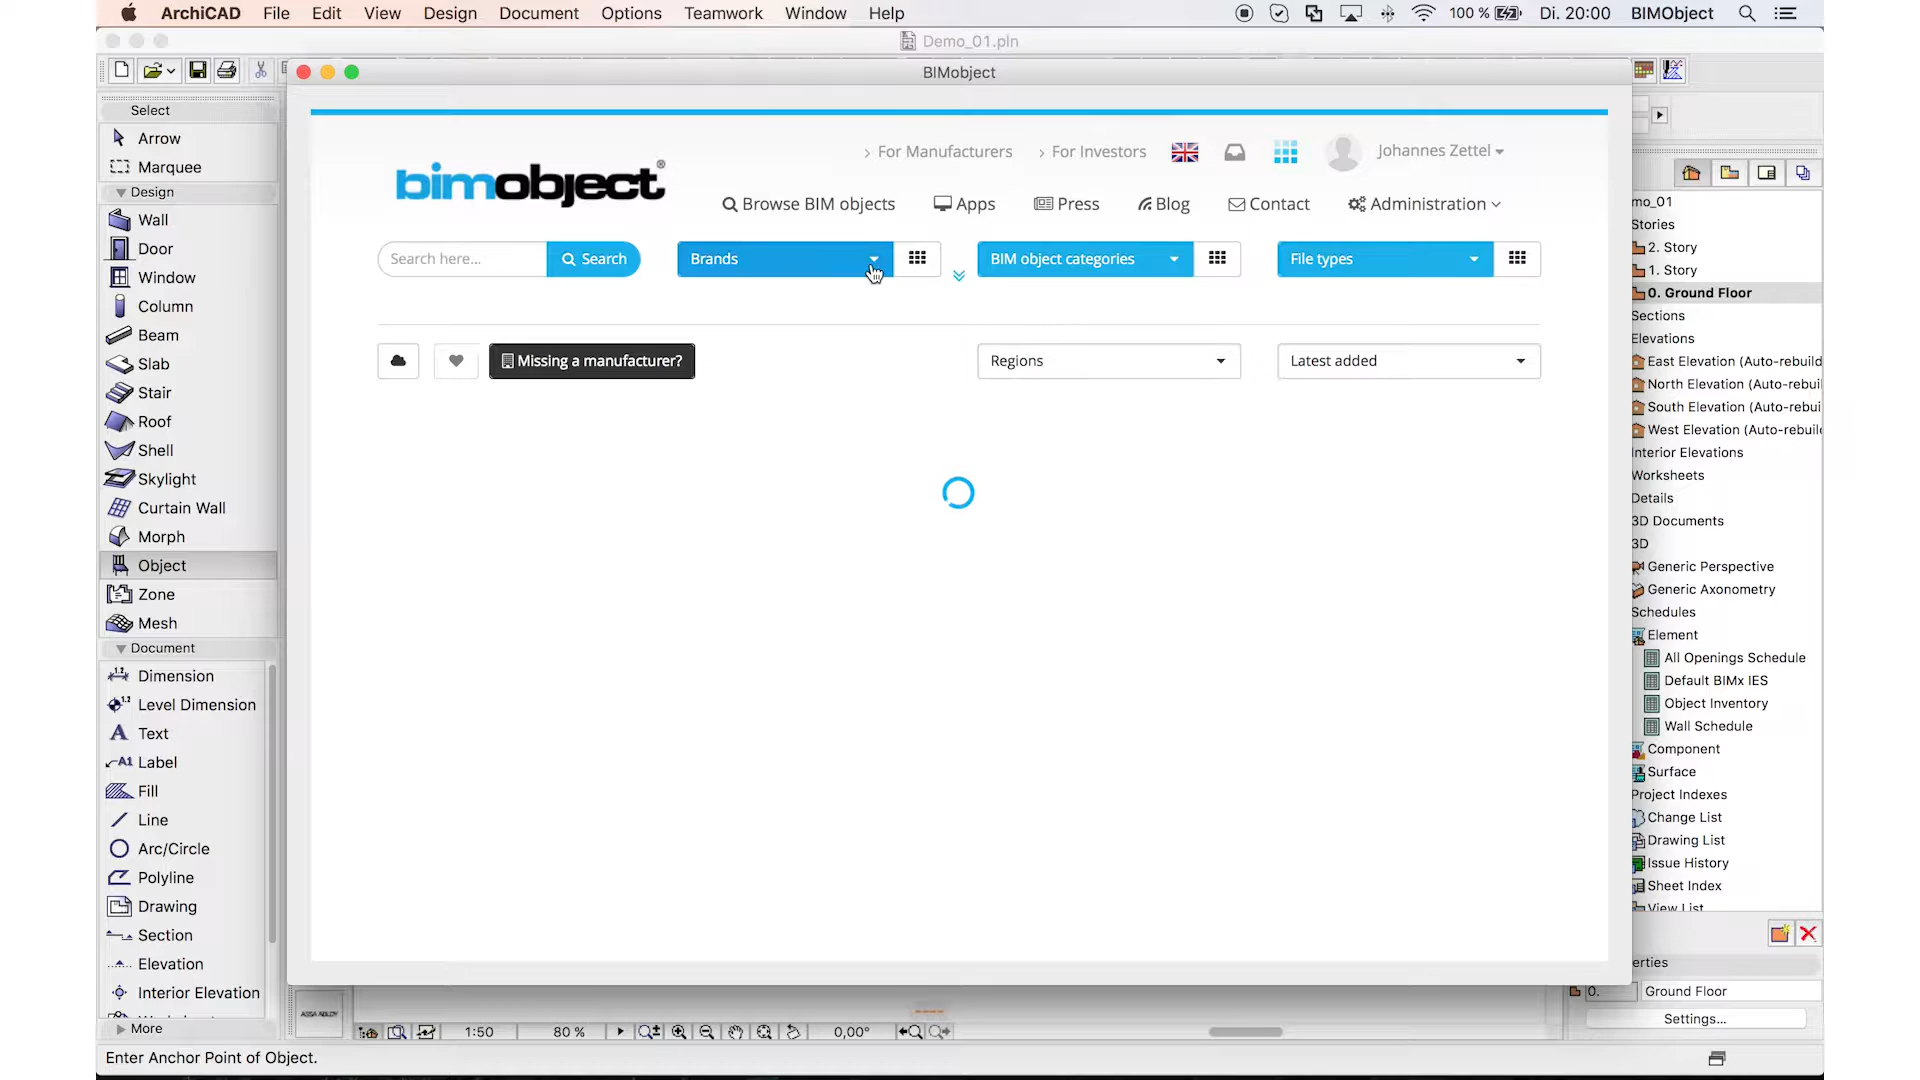 ArchiCAD File Edit View Design Document Options Teamwork Window Help 100 % Di. 20:00 BIMObject
Demo_01.pln
BIMobject
Select
Arrow
Marquee
Design
Wall
Door
Window
Column
Beam
Slab
Stair
Roof
Shell
Skylight
Curtain Wall
Morph
Object
Zone
Mesh
Document
Dimension
Level Dimension
Text
Label
Fill
Line
Arc/Circle
Polyline
Drawing
Section
Elevation
Interior Elevation
More
For Manufacturers For Investors Johannes Zettel
bimobject®
Browse BIM objects Apps Press Blog Contact Administration
Search here... Search Brands BIM object categories File types
Missing a manufacturer? Regions Latest added
mo_01
Stories
2. Story
1. Story
0. Ground Floor
Sections
Elevations
East Elevation (Auto-rebuild
North Elevation (Auto-rebui
South Elevation (Auto-rebui
West Elevation (Auto-rebuil
nterior Elevations
Worksheets
Details
3D Documents
3D
Generic Perspective
Generic Axonometry
Schedules
Element
All Openings Schedule
Default BIMx IES
Object Inventory
Wall Schedule
Component
Surface
Project Indexes
Change List
Drawing List
Issue History
Sheet Index
View List
erties
0. Ground Floor
Settings...
ASSA ABLOY
1:50 80 % 0,00°
Enter Anchor Point of Object.